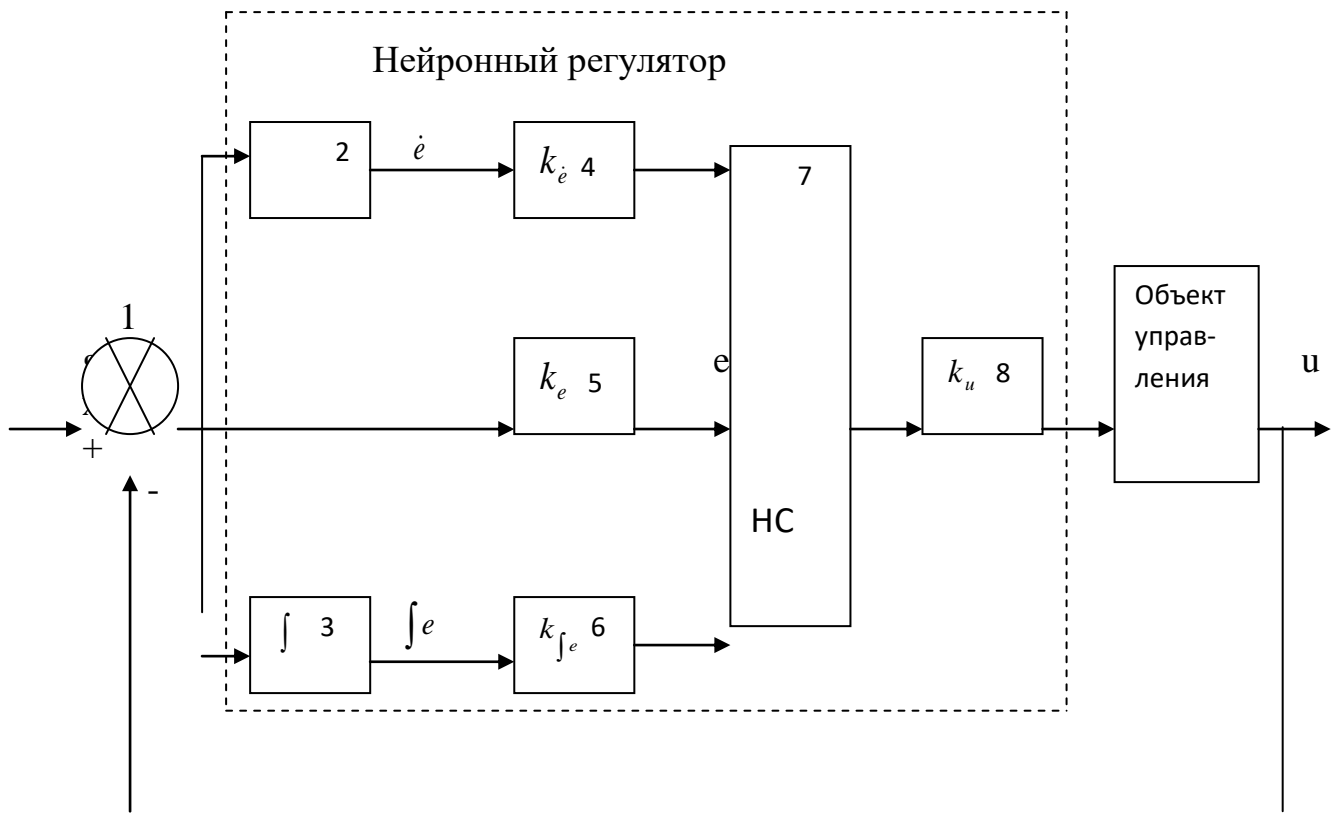 Нейронный регулятор
2
ė
k_ė 4
7
1
Объект
управ-
ления
u
k_e 5
e
k_u 8
+
-
НС
∫ 3
∫e
k_∫e 6